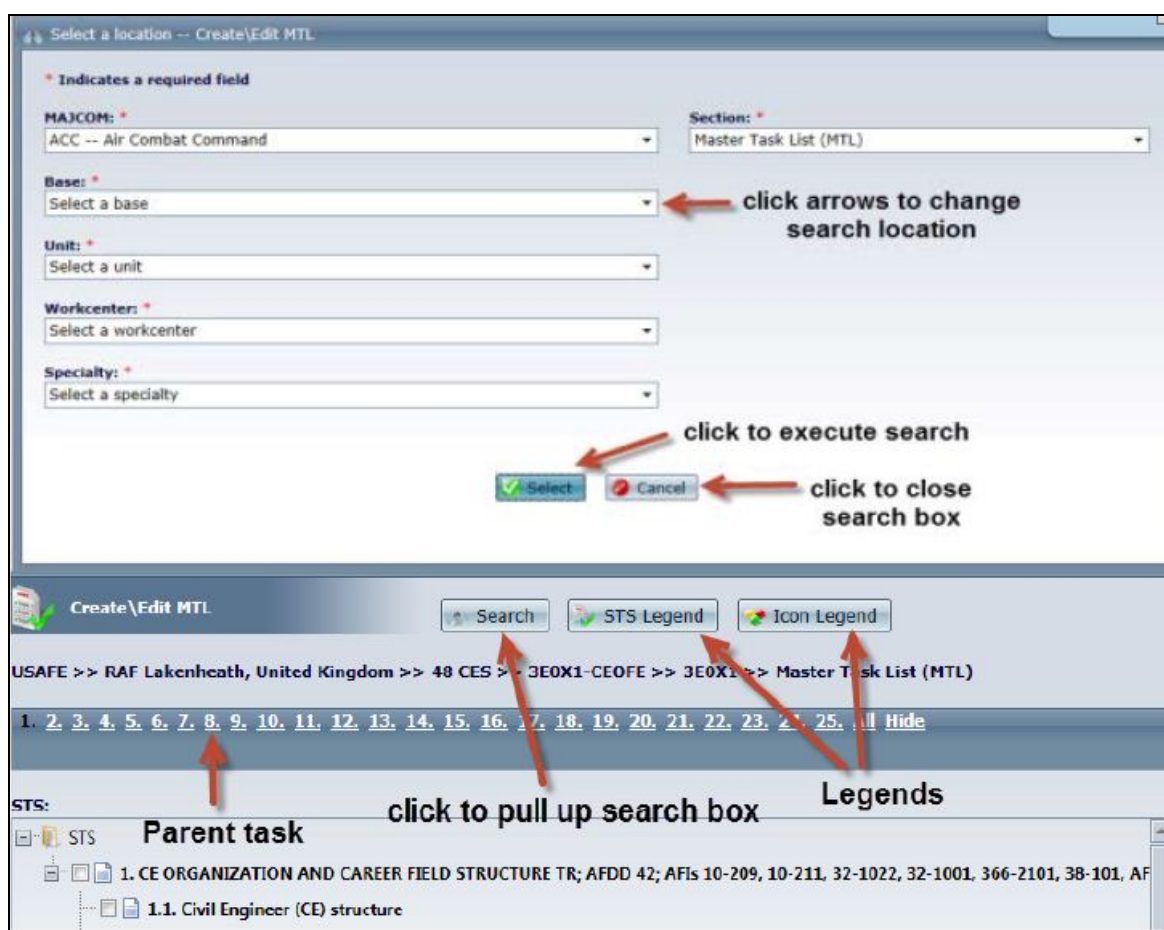 Select a location -- Create\Edit MTL
* Indicates a required field
MAJCOM: *
Section: *
ACC -- Air Combat Command
Master Task List (MTL)
Base: *
Select a base
click arrows to change
search location
Unit: *
Select a unit
Workcenter: *
Select a workcenter
Specialty: *
Select a specialty
click to execute search
Select
Cancel
click to close
search box
Create\Edit MTL
Search
STS Legend
Icon Legend
USAFE >> RAF Lakenheath, United Kingdom >> 48 CES >> 3E0X1-CEOFE >> 3E0X1 >> Master Task List (MTL)
1. 2. 3. 4. 5. 6. 7. 8. 9. 10. 11. 12. 13. 14. 15. 16. 17. 18. 19. 20. 21. 22. 23. 24. 25. All Hide
Legends
click to pull up search box
STS:
Parent task
STS
1. CE ORGANIZATION AND CAREER FIELD STRUCTURE TR; AFDD 42; AFIs 10-209, 10-211, 32-1022, 32-1001, 366-2101, 38-101, AF
1.1. Civil Engineer (CE) structure